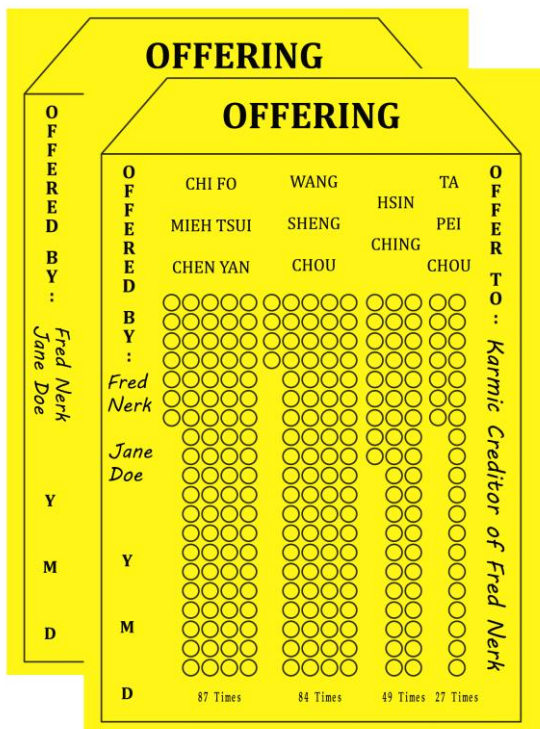 OFFERING
OFFERED BY:
Fred Nerk
Jane Doe
Y
M
D
OFFERING
OFFERED BY:
Fred
Nerk
Jane
Doe
Y
M
D
CHI FO
MIEH TSUI
CHEN YAN
WANG
SHENG
CHOU
HSIN
CHING
TA
PEI
CHOU
87 Times
84 Times
49 Times
27 Times
OFFER TO: Karmic Creditor of Fred Nerk